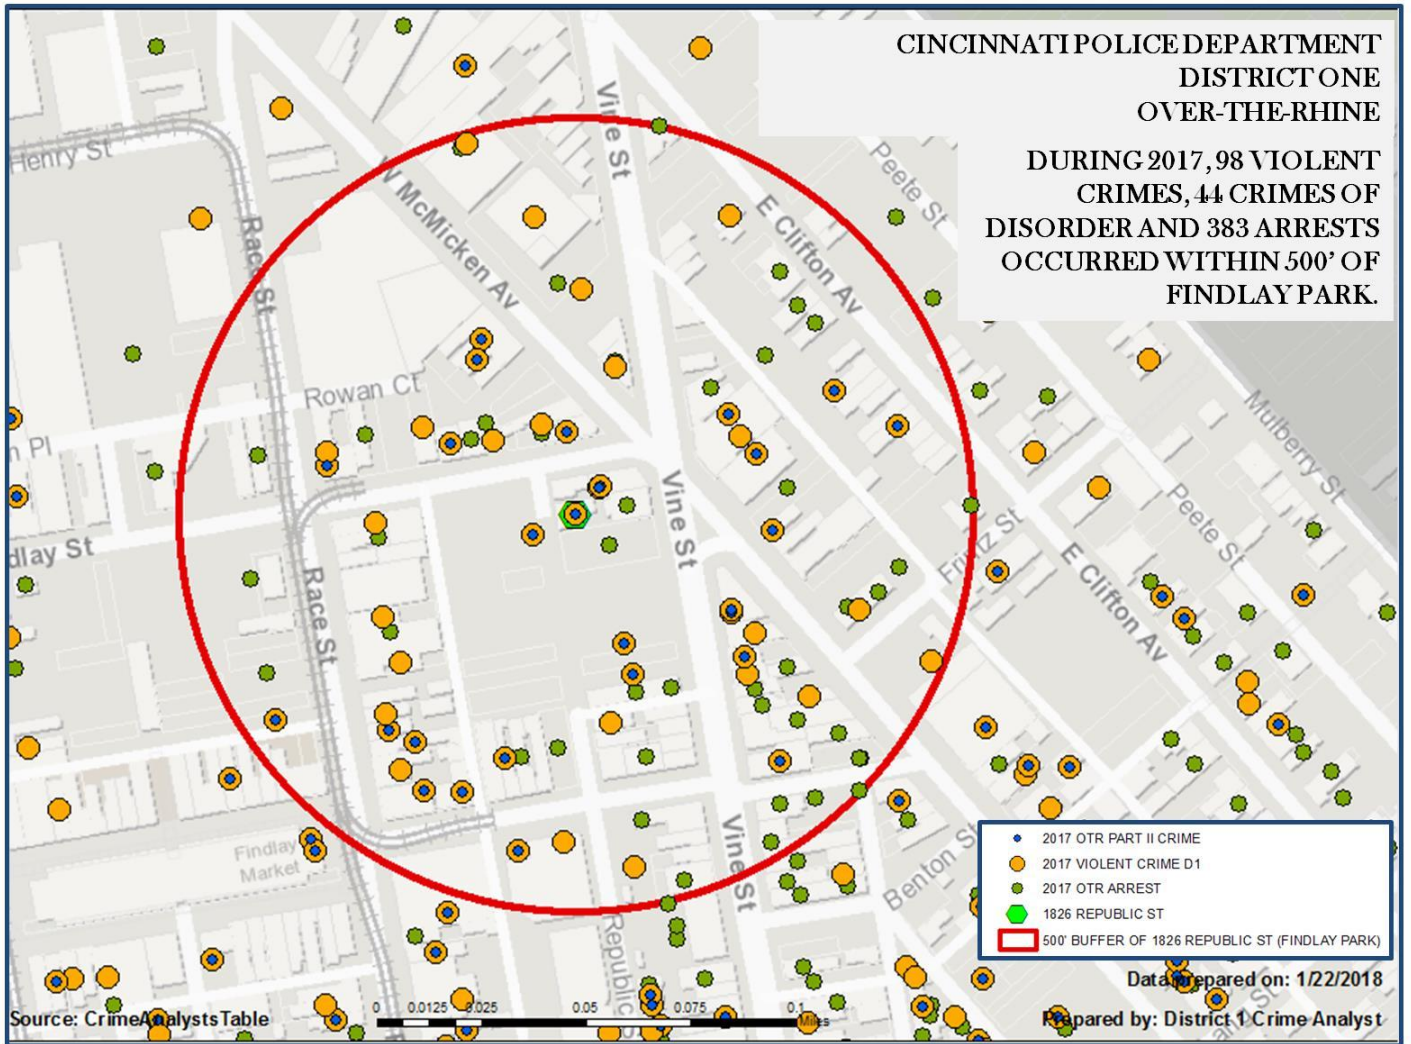 CINCINNATI POLICE DEPARTMENT
DISTRICT ONE
OVER-THE-RHINE
DURING 2017, 98 VIOLENT
CRIMES, 44 CRIMES OF
DISORDER AND 383 ARRESTS
OCCURRED WITHIN 500' OF
FINDLAY PARK.
Henry St
Race St
W McMicken Av
Vine St
E Clifton Av
Peete St
Rowan Ct
n Pl
dlay St
Race St
Vine St
Mulberry St
Peete St
Frintz St
E Clifton Av
Findlay
Market
Vine St
Benton St
Republic S
2017 OTR PART II CRIME
2017 VIOLENT CRIME D1
2017 OTR ARREST
1826 REPUBLIC ST
500' BUFFER OF 1826 REPUBLIC ST (FINDLAY PARK)
Data prepared on: 1/22/2018
Prepared by: District 1 Crime Analyst
0 0.0125 0.025 0.05 0.075 0.1
Miles
Source: CrimeAnalystsTable